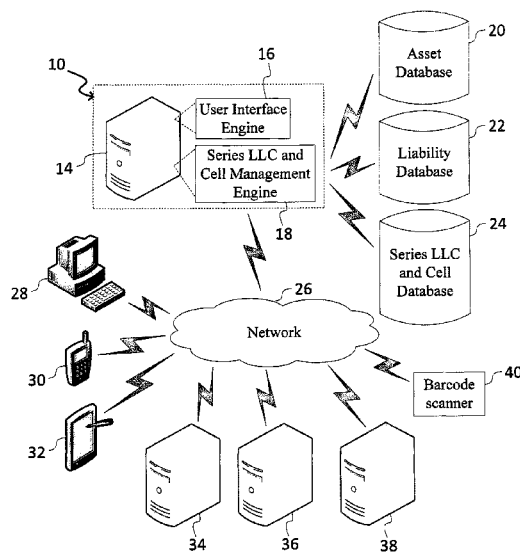 20
Asset
Database
10
16
User Interface
Engine
14
Series LLC and
Cell Management
Engine
18
22
Liability
Database
24
Series LLC
and Cell
Database
28
26
Network
30
32
40
Barcode
scanner
34
36
38